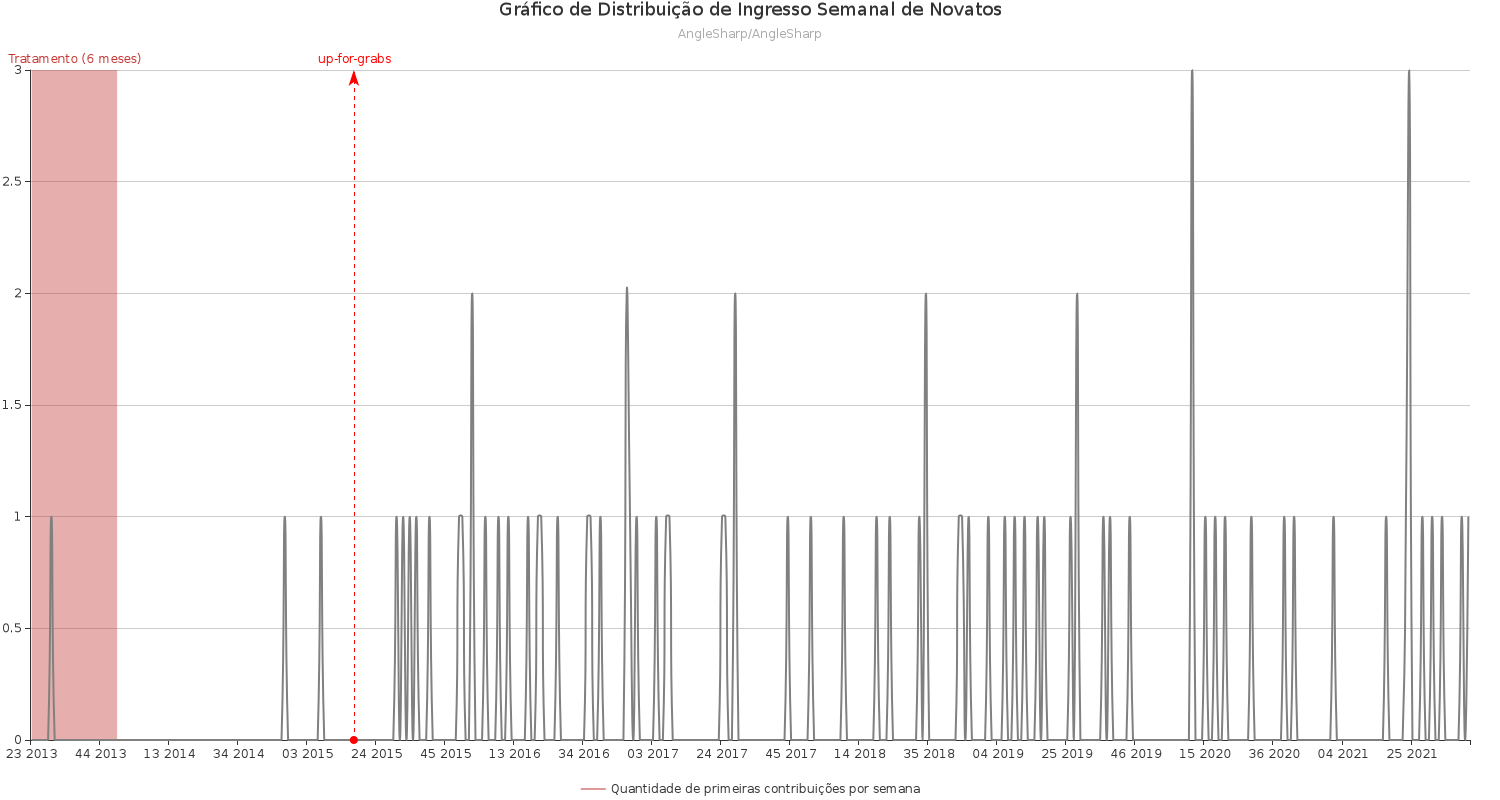 Gráfico de Distribuição de Ingresso Semanal de Novatos
AngleSharp/AngleSharp
Tratamento (6 meses)
up-for-grabs
3
2.5
2
1.5
1
0.5
0
23 2013 44 2013 13 2014 34 2014 03 2015 24 2015 45 2015 13 2016 34 2016 03 2017 24 2017 45 2017 14 2018 35 2018 04 2019 25 2019 46 2019 15 2020 36 2020 04 2021 25 2021
Quantidade de primeiras contribuições por semana